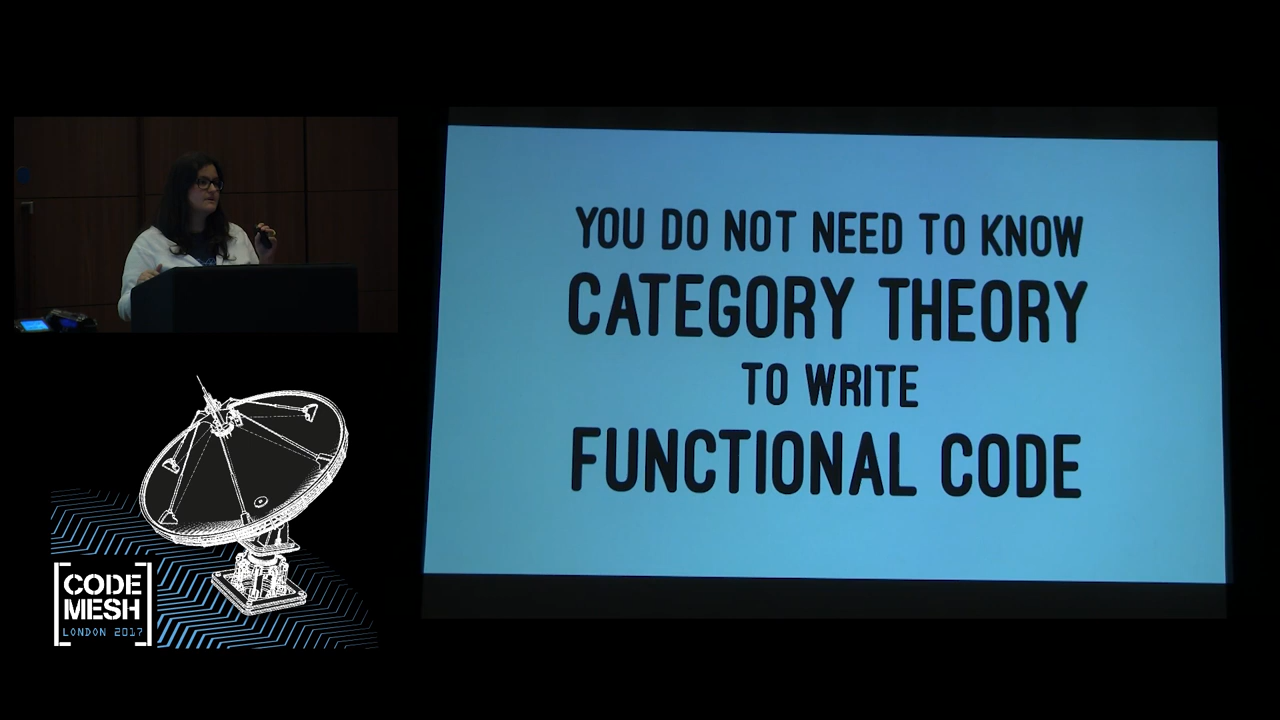 YOU DO NOT NEED TO KNOW
CATEGORY THEORY
TO WRITE
FUNCTIONAL CODE
CODE
MESH
LONDON 2017